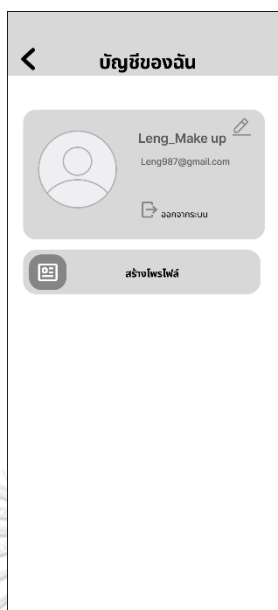 บัญชีของฉัน
Leng_Make up
Leng987@gmail.com
ออกจากระบบ
สร้างโพรไฟล์